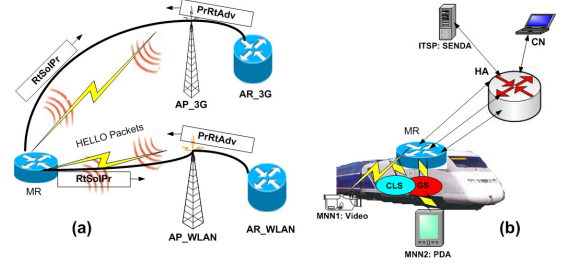 PrRtAdv
RtSolPr
AP_3G
AR_3G
HELLO Packets
PrRtAdv
MR
RtSolPr
(a)
AP_WLAN
AR_WLAN
ITSP: SENDA
CN
HA
MR
CLS
GS
MNN1: Video
(b)
MNN2: PDA